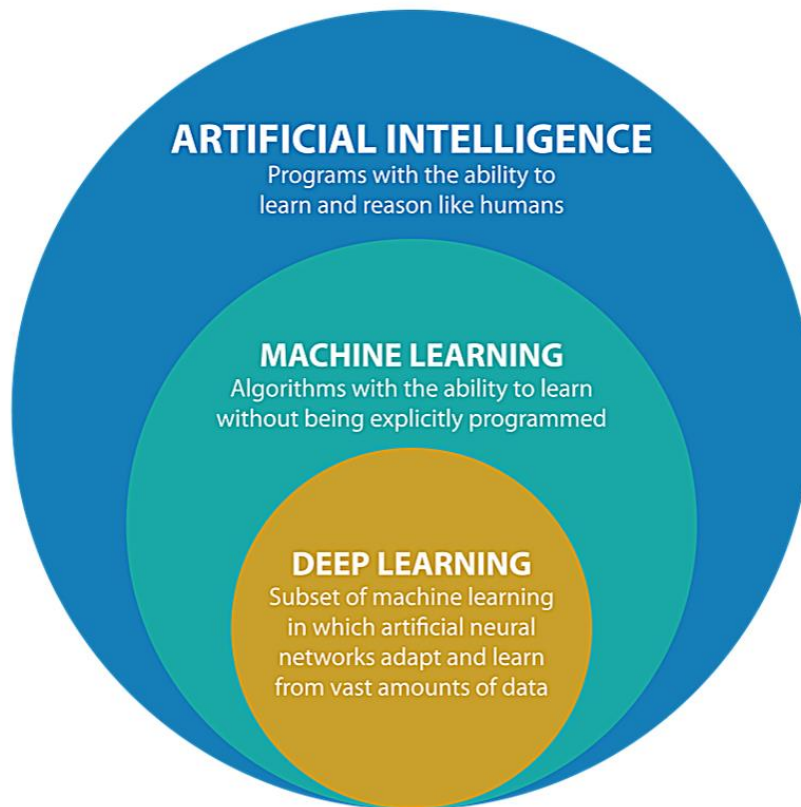 ARTIFICIAL INTELLIGENCE
Programs with the ability to
learn and reason like humans
MACHINE LEARNING
Algorithms with the ability to learn
without being explicitly programmed
DEEP LEARNING
Subset of machine learning
in which artificial neural
networks adapt and learn
from vast amounts of data